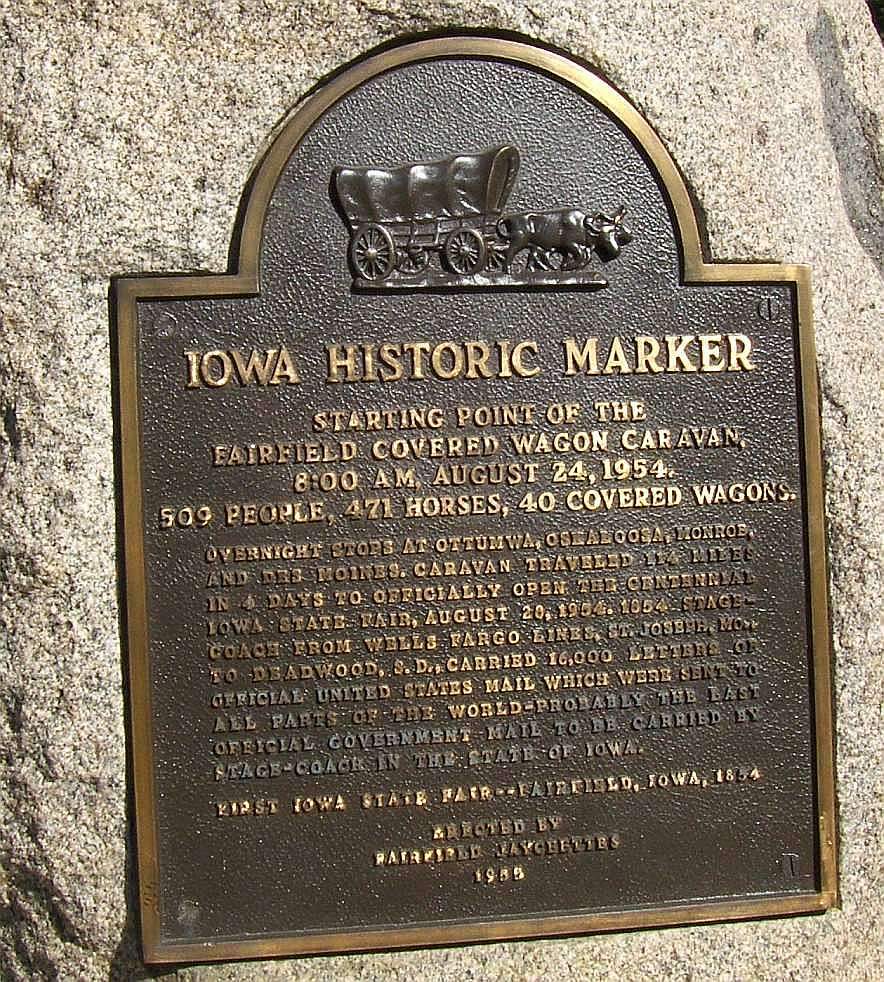 IOWA HISTORIC MARKER
STARTING POINT OF THE
FAIRFIELD COVERED WAGON CARAVAN,
8:00 AM, AUGUST 24, 1954.
509 PEOPLE, 471 HORSES, 40 COVERED WAGONS.
OVERNIGHT STOPS AT OTTUMWA, OSKALOOSA, MONROE,
AND DES MOINES. CARAVAN TRAVELED 114 MILES
IN 4 DAYS TO OFFICIALLY OPEN THE CENTENNIAL
IOWA STATE FAIR, AUGUST 28, 1954. 1854 STAGE-
COACH FROM WELLS FARGO LINES, ST. JOSEPH, MO.,
TO DEADWOOD, S.D., CARRIED 16,000 LETTERS OF
OFFICIAL UNITED STATES MAIL WHICH WERE SENT TO
ALL PARTS OF THE WORLD-PROBABLY THE LAST
OFFICIAL GOVERNMENT MAIL TO BE CARRIED BY
STAGE-COACH IN THE STATE OF IOWA.
FIRST IOWA STATE FAIR--FAIRFIELD, IOWA, 1854
ERECTED BY
FAIRFIELD JAYCHETTES
1955